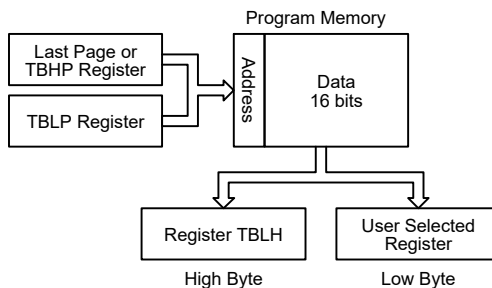 Program Memory
Last Page or
TBHP Register
TBLP Register
Address
Data
16 bits
Register TBLH
User Selected
Register
High Byte
Low Byte